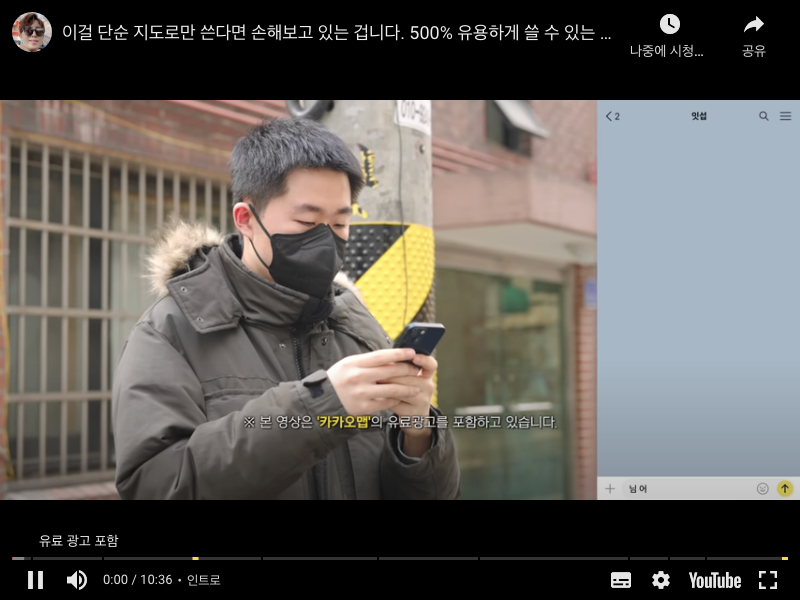 이걸 단순 지도로만 쓴다면 손해보고 있는 겁니다. 500% 유용하게 쓸 수 있는 ...
나중에 시청...
공유
2
잇섭
※ 본 영상은 '카카오맵'의 유료광고를 포함하고 있습니다.
님 어
유료 광고 포함
0:00 / 10:36 • 인트로
YouTube